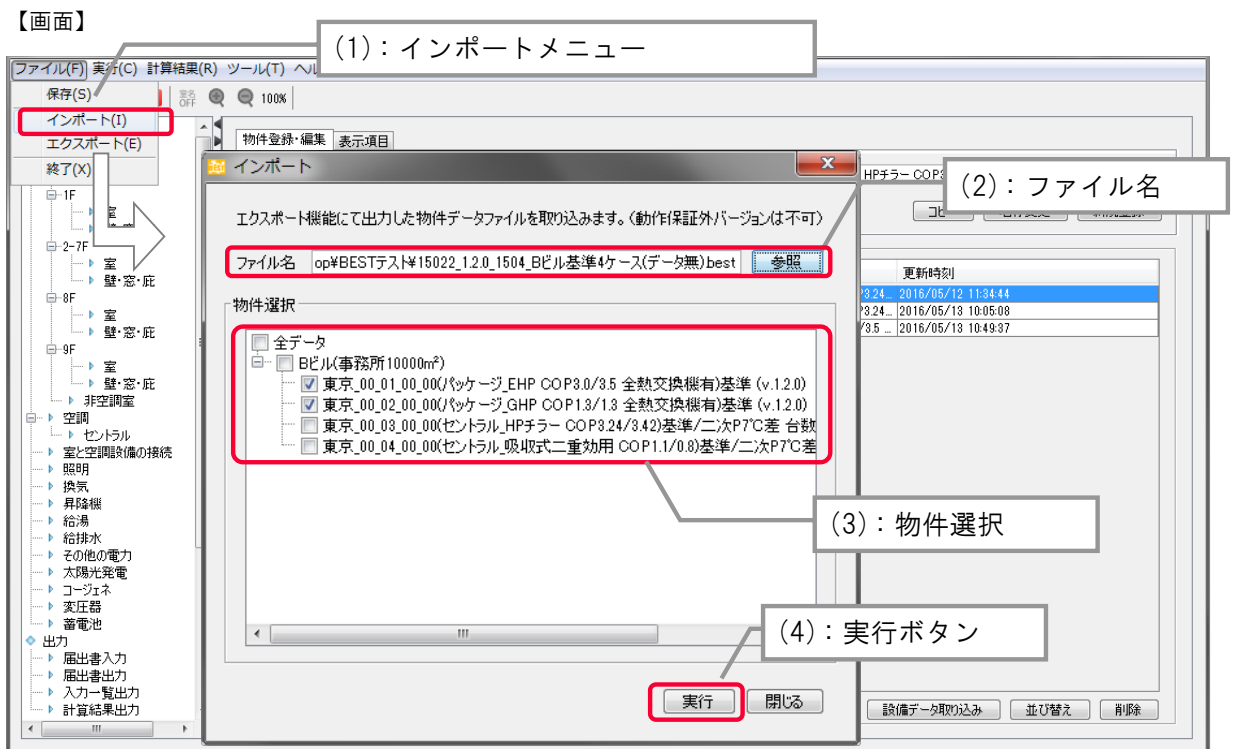 【画面】
(1)：インポートメニュー
ファイル(F) 実行(C) 計算結果(R) ツール(T)
保存(S)
インポート(I)
エクスポート(E)
終了(X)
室名 OFF 100%
物件登録・編集 表示項目
インポート
HPチラー COP3
(2)：ファイル名
エクスポート機能にて出力した物件データファイルを取り込みます。(動作保証外バージョンは不可)
ファイル名 op¥BESTテスト¥15022_1.2.0_1504_Bビル基準4ケース(データ無).best 参照
更新時刻
3.24... 2016/05/12 11:34:44
3.24... 2016/05/13 10:05:08
/3.5 ... 2016/05/13 10:49:37
物件選択
全データ
Bビル(事務所10000m²)
東京_00_01_00_00(パッケージ_EHP COP3.0/3.5 全熱交換機有)基準 (v.1.2.0)
東京_00_02_00_00(パッケージ_GHP COP1.3/1.3 全熱交換機有)基準 (v.1.2.0)
東京_00_03_00_00(セントラル_HPチラー COP3.24/3.42)基準/二次P7℃差 台数
東京_00_04_00_00(セントラル_吸収式二重効用 COP1.1/0.8)基準/二次P7℃差
(3)：物件選択
(4)：実行ボタン
実行 閉じる
設備データ取り込み 並び替え 削除
1F
室
2-7F
室
壁・窓・庇
8F
室
壁・窓・庇
9F
室
壁・窓・庇
非空調室
空調
セントラル
室と空調設備の接続
照明
換気
昇降機
給湯
給排水
その他の電力
太陽光発電
コージェネ
変圧器
蓄電池
出力
届出書入力
届出書出力
入力一覧出力
計算結果出力